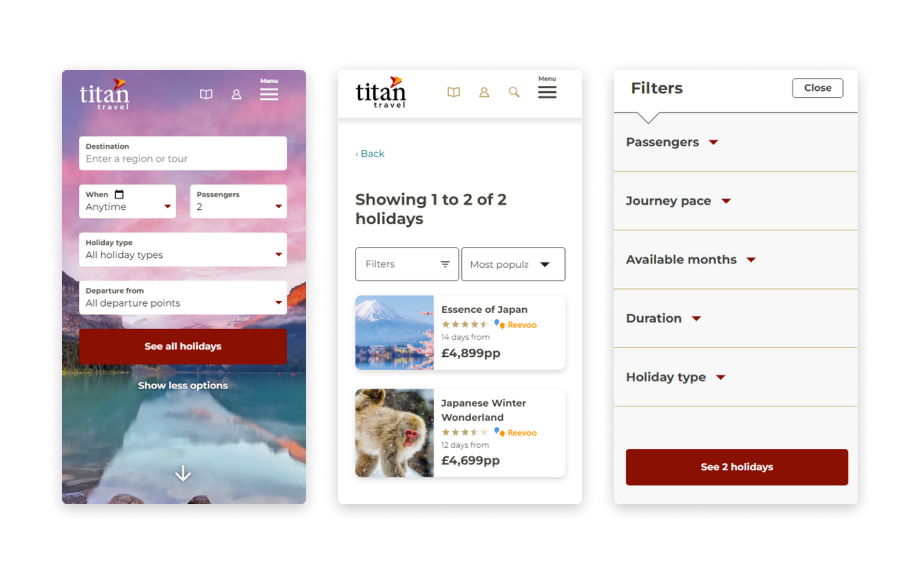 Menu
titan
travel
Destination
Enter a region or tour
When
Anytime
Passengers
2
Holiday type
All holiday types
Departure from
All departure points
See all holidays
Show less options
Menu
titan
travel
‹ Back
Showing 1 to 2 of 2
holidays
Filters
Most popula
Essence of Japan
Reevoo
14 days from
£4,899pp
Japanese Winter
Wonderland
Reevoo
12 days from
£4,699pp
Filters
Close
Passengers
Journey pace
Available months
Duration
Holiday type
See 2 holidays